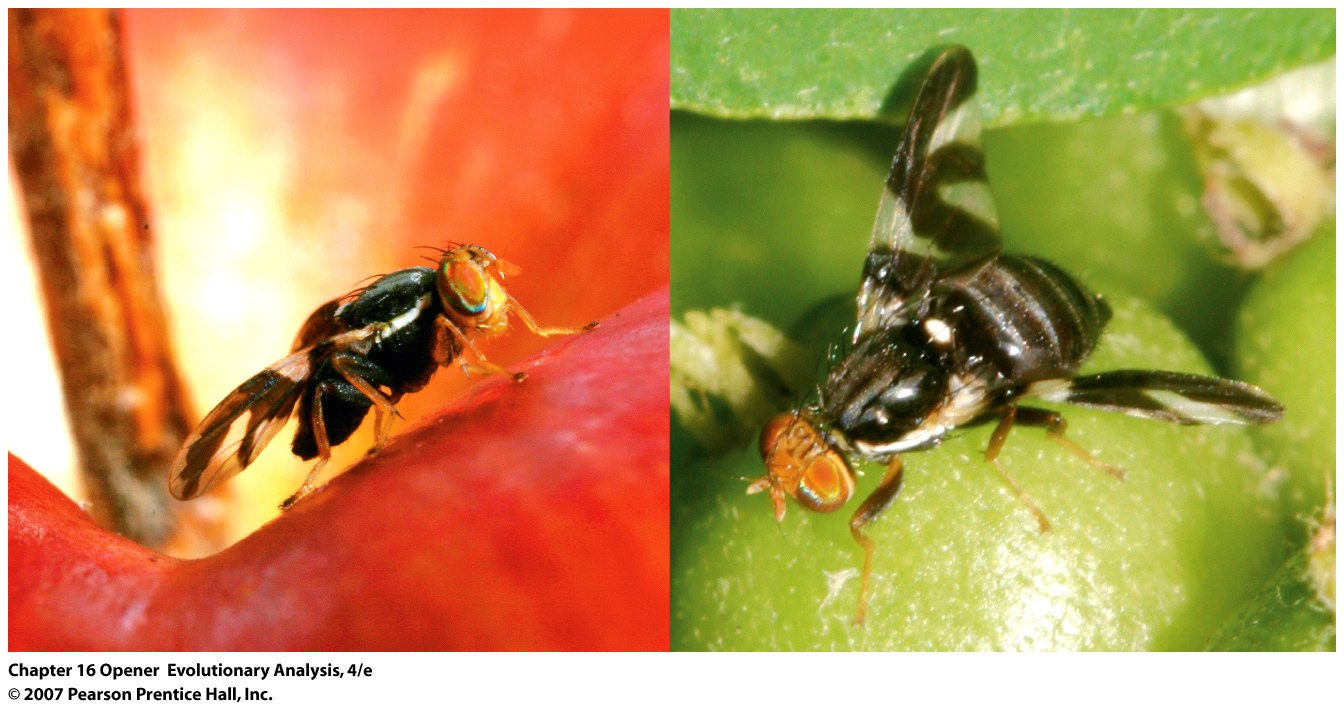 Chapter 16 Opener Evolutionary Analysis, 4/e
© 2007 Pearson Prentice Hall, Inc.